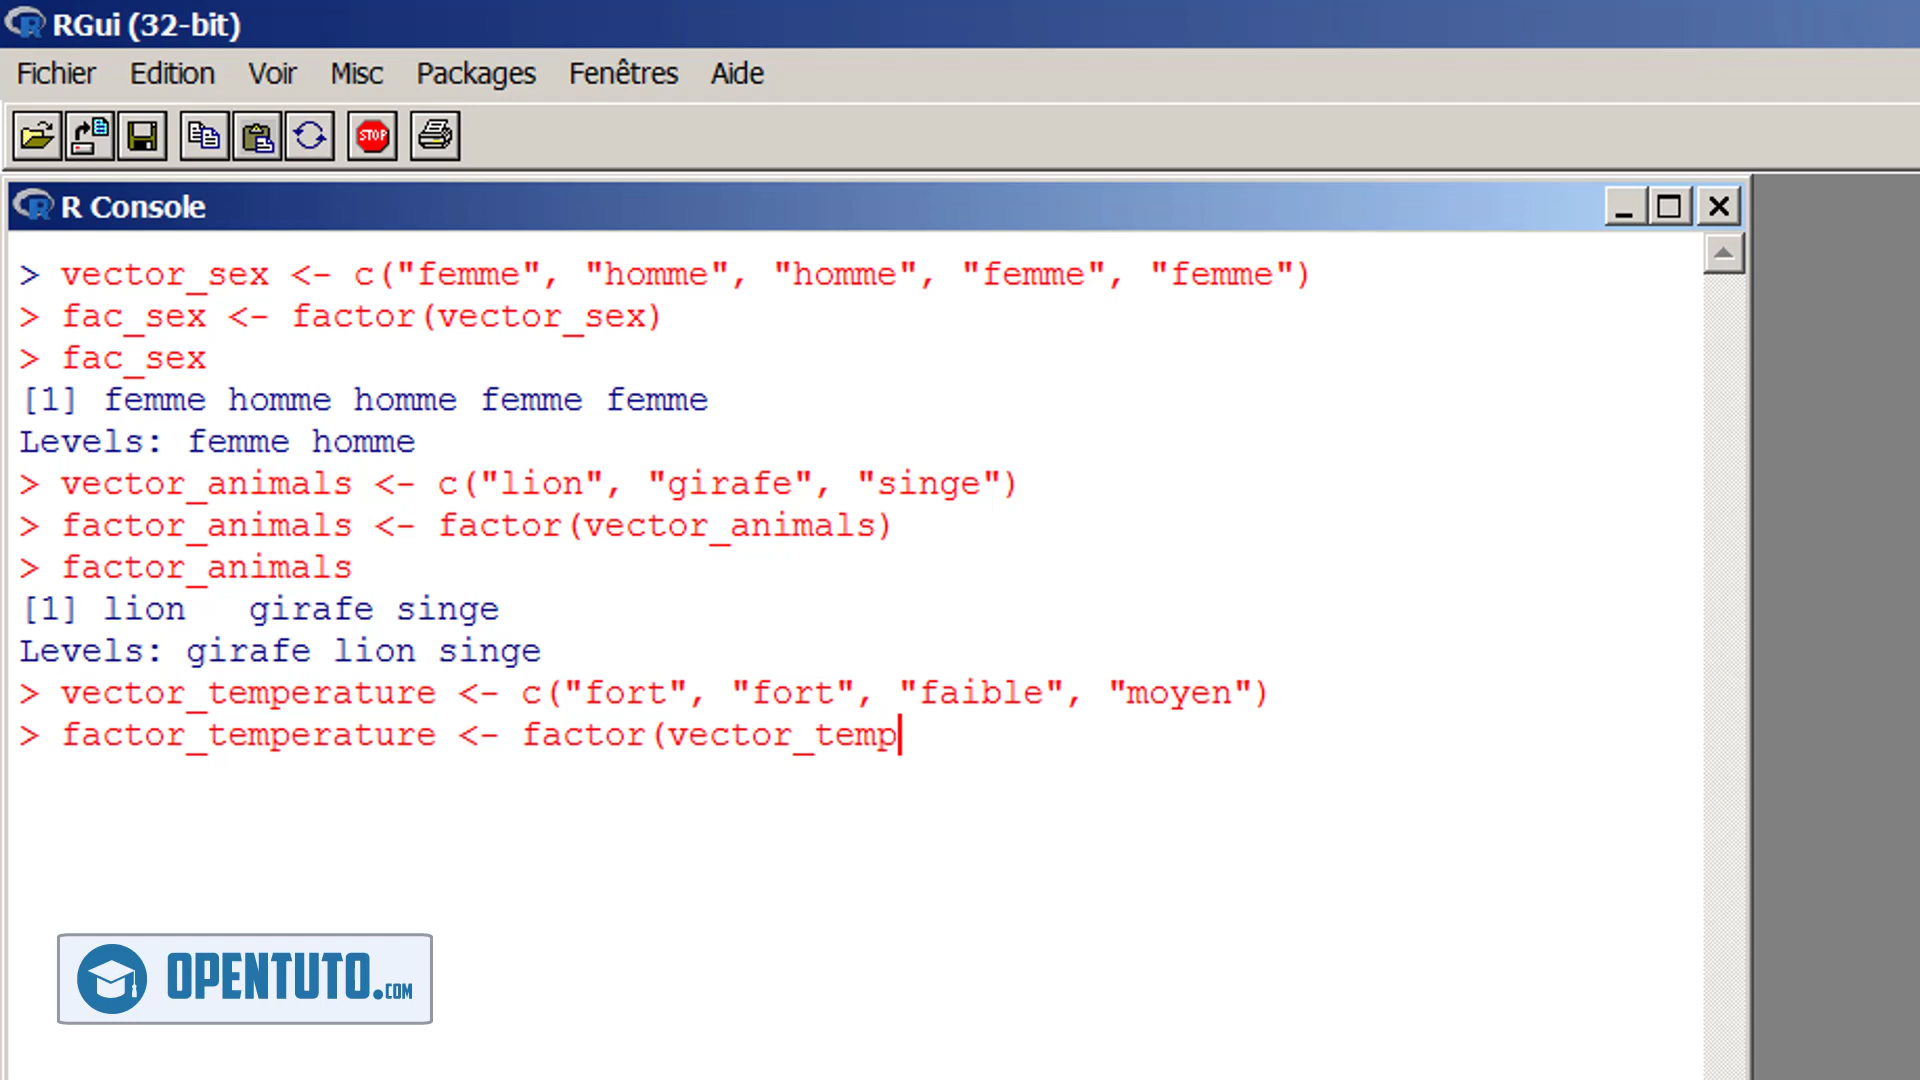 RGui (32-bit)
Fichier Edition Voir Misc Packages Fenêtres Aide
STOP
R Console
> vector_sex <- c("femme", "homme", "homme", "femme", "femme")
> fac_sex <- factor(vector_sex)
> fac_sex
[1] femme homme homme femme femme
Levels: femme homme
> vector_animals <- c("lion", "girafe", "singe")
> factor_animals <- factor(vector_animals)
> factor_animals
[1] lion   girafe singe
Levels: girafe lion singe
> vector_temperature <- c("fort", "fort", "faible", "moyen")
> factor_temperature <- factor(vector_temp
OPENTUTO.COM